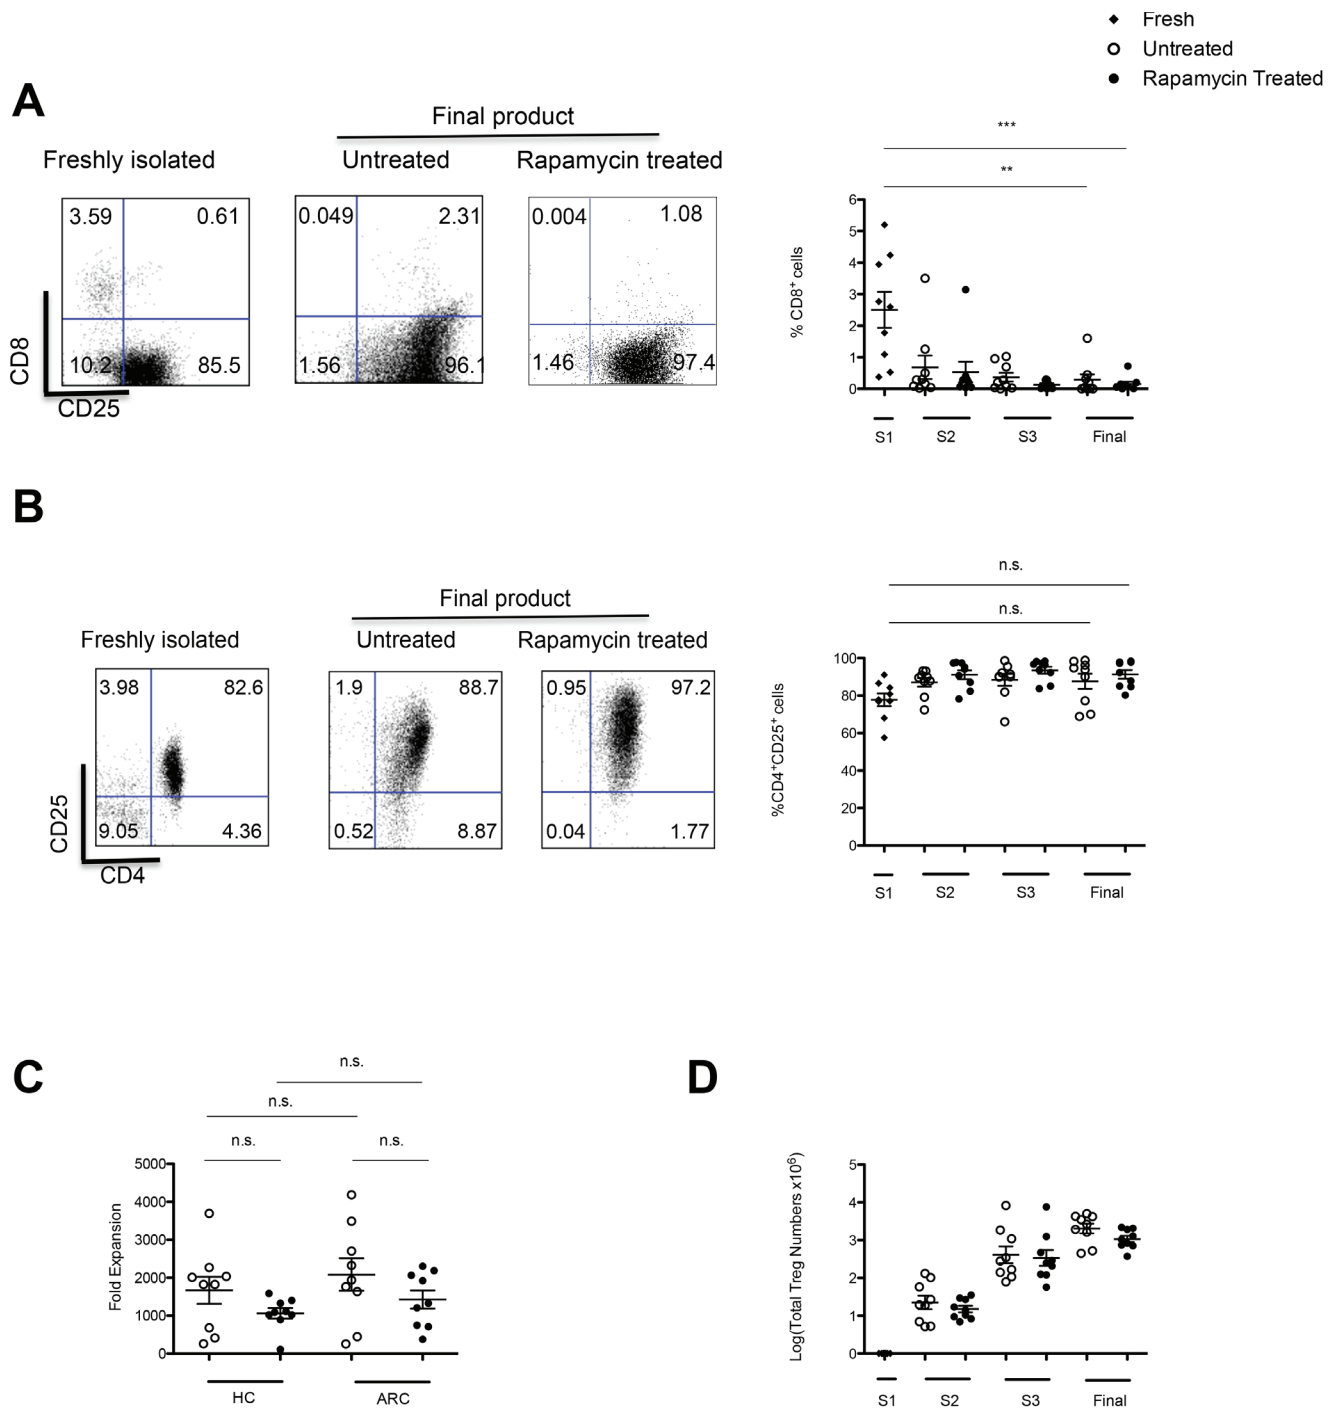 Fresh
Untreated
Rapamycin Treated
A
Final product
Freshly isolated
Untreated
Rapamycin treated
3.59
0.61
10.2
85.5
0.049
2.31
1.56
96.1
0.004
1.08
1.46
97.4
CD8
CD25
***
**
% CD8⁺ cells
6
5
4
3
2
1
0
S1
S2
S3
Final
B
Final product
Freshly isolated
Untreated
Rapamycin treated
3.98
82.6
9.05
4.36
1.9
88.7
0.52
8.87
0.95
97.2
0.04
1.77
CD25
CD4
n.s.
n.s.
%CD4⁺CD25⁺ cells
100
80
60
40
20
0
S1
S2
S3
Final
C
n.s.
n.s.
n.s.
n.s.
Fold Expansion
5000
4000
3000
2000
1000
0
HC
ARC
D
Log(Total Treg Numbers x10⁶)
5
4
3
2
1
0
S1
S2
S3
Final